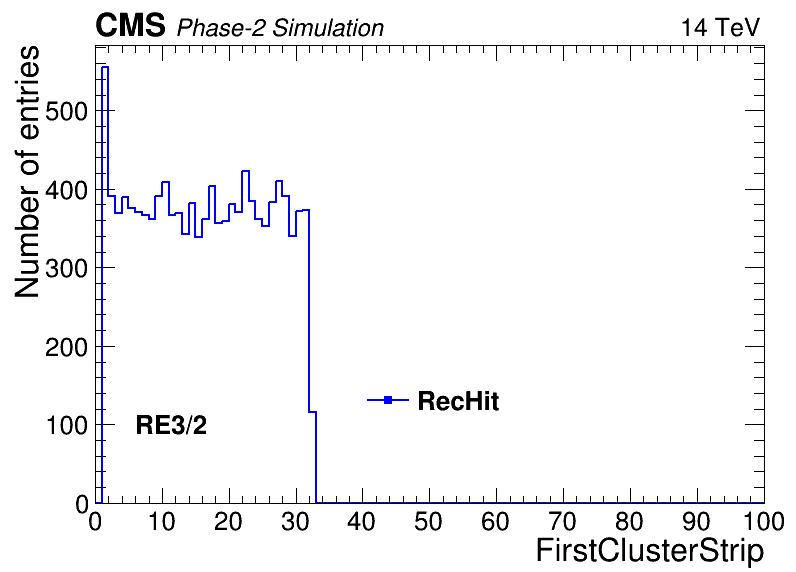 CMS Phase-2 Simulation 14 TeV
Number of entries
500
400
300
200
100
0
RE3/2
RecHit
0 10 20 30 40 50 60 70 80 90 100
FirstClusterStrip